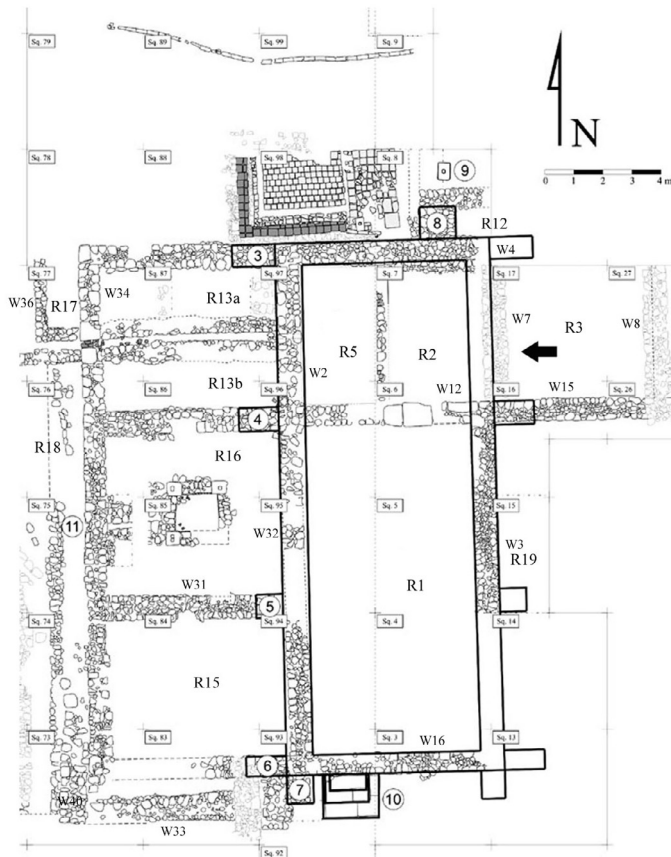 Sq. 79
Sq. 89
Sq. 99
Sq. 9
N
0 1 2 3 4 m
Sq. 78
Sq. 88
Sq. 98
Sq. 8
9
8
R12
W4
3
Sq. 77
W36
R17
W34
Sq. 87
R13a
Sq. 97
Sq. 7
Sq. 17
Sq. 27
W7
R3
W8
R5
R2
W2
W12
R13b
Sq. 76
Sq. 86
Sq. 96
Sq. 6
Sq. 16
W15
Sq. 26
4
R18
R16
Sq. 75
Sq. 85
Sq. 95
Sq. 5
Sq. 15
11
W32
W3
R19
W31
R1
5
Sq. 74
Sq. 84
Sq. 94
Sq. 4
Sq. 14
R15
Sq. 73
Sq. 83
Sq. 93
Sq. 3
W16
Sq. 13
6
7
10
W40
W33
Sq. 92